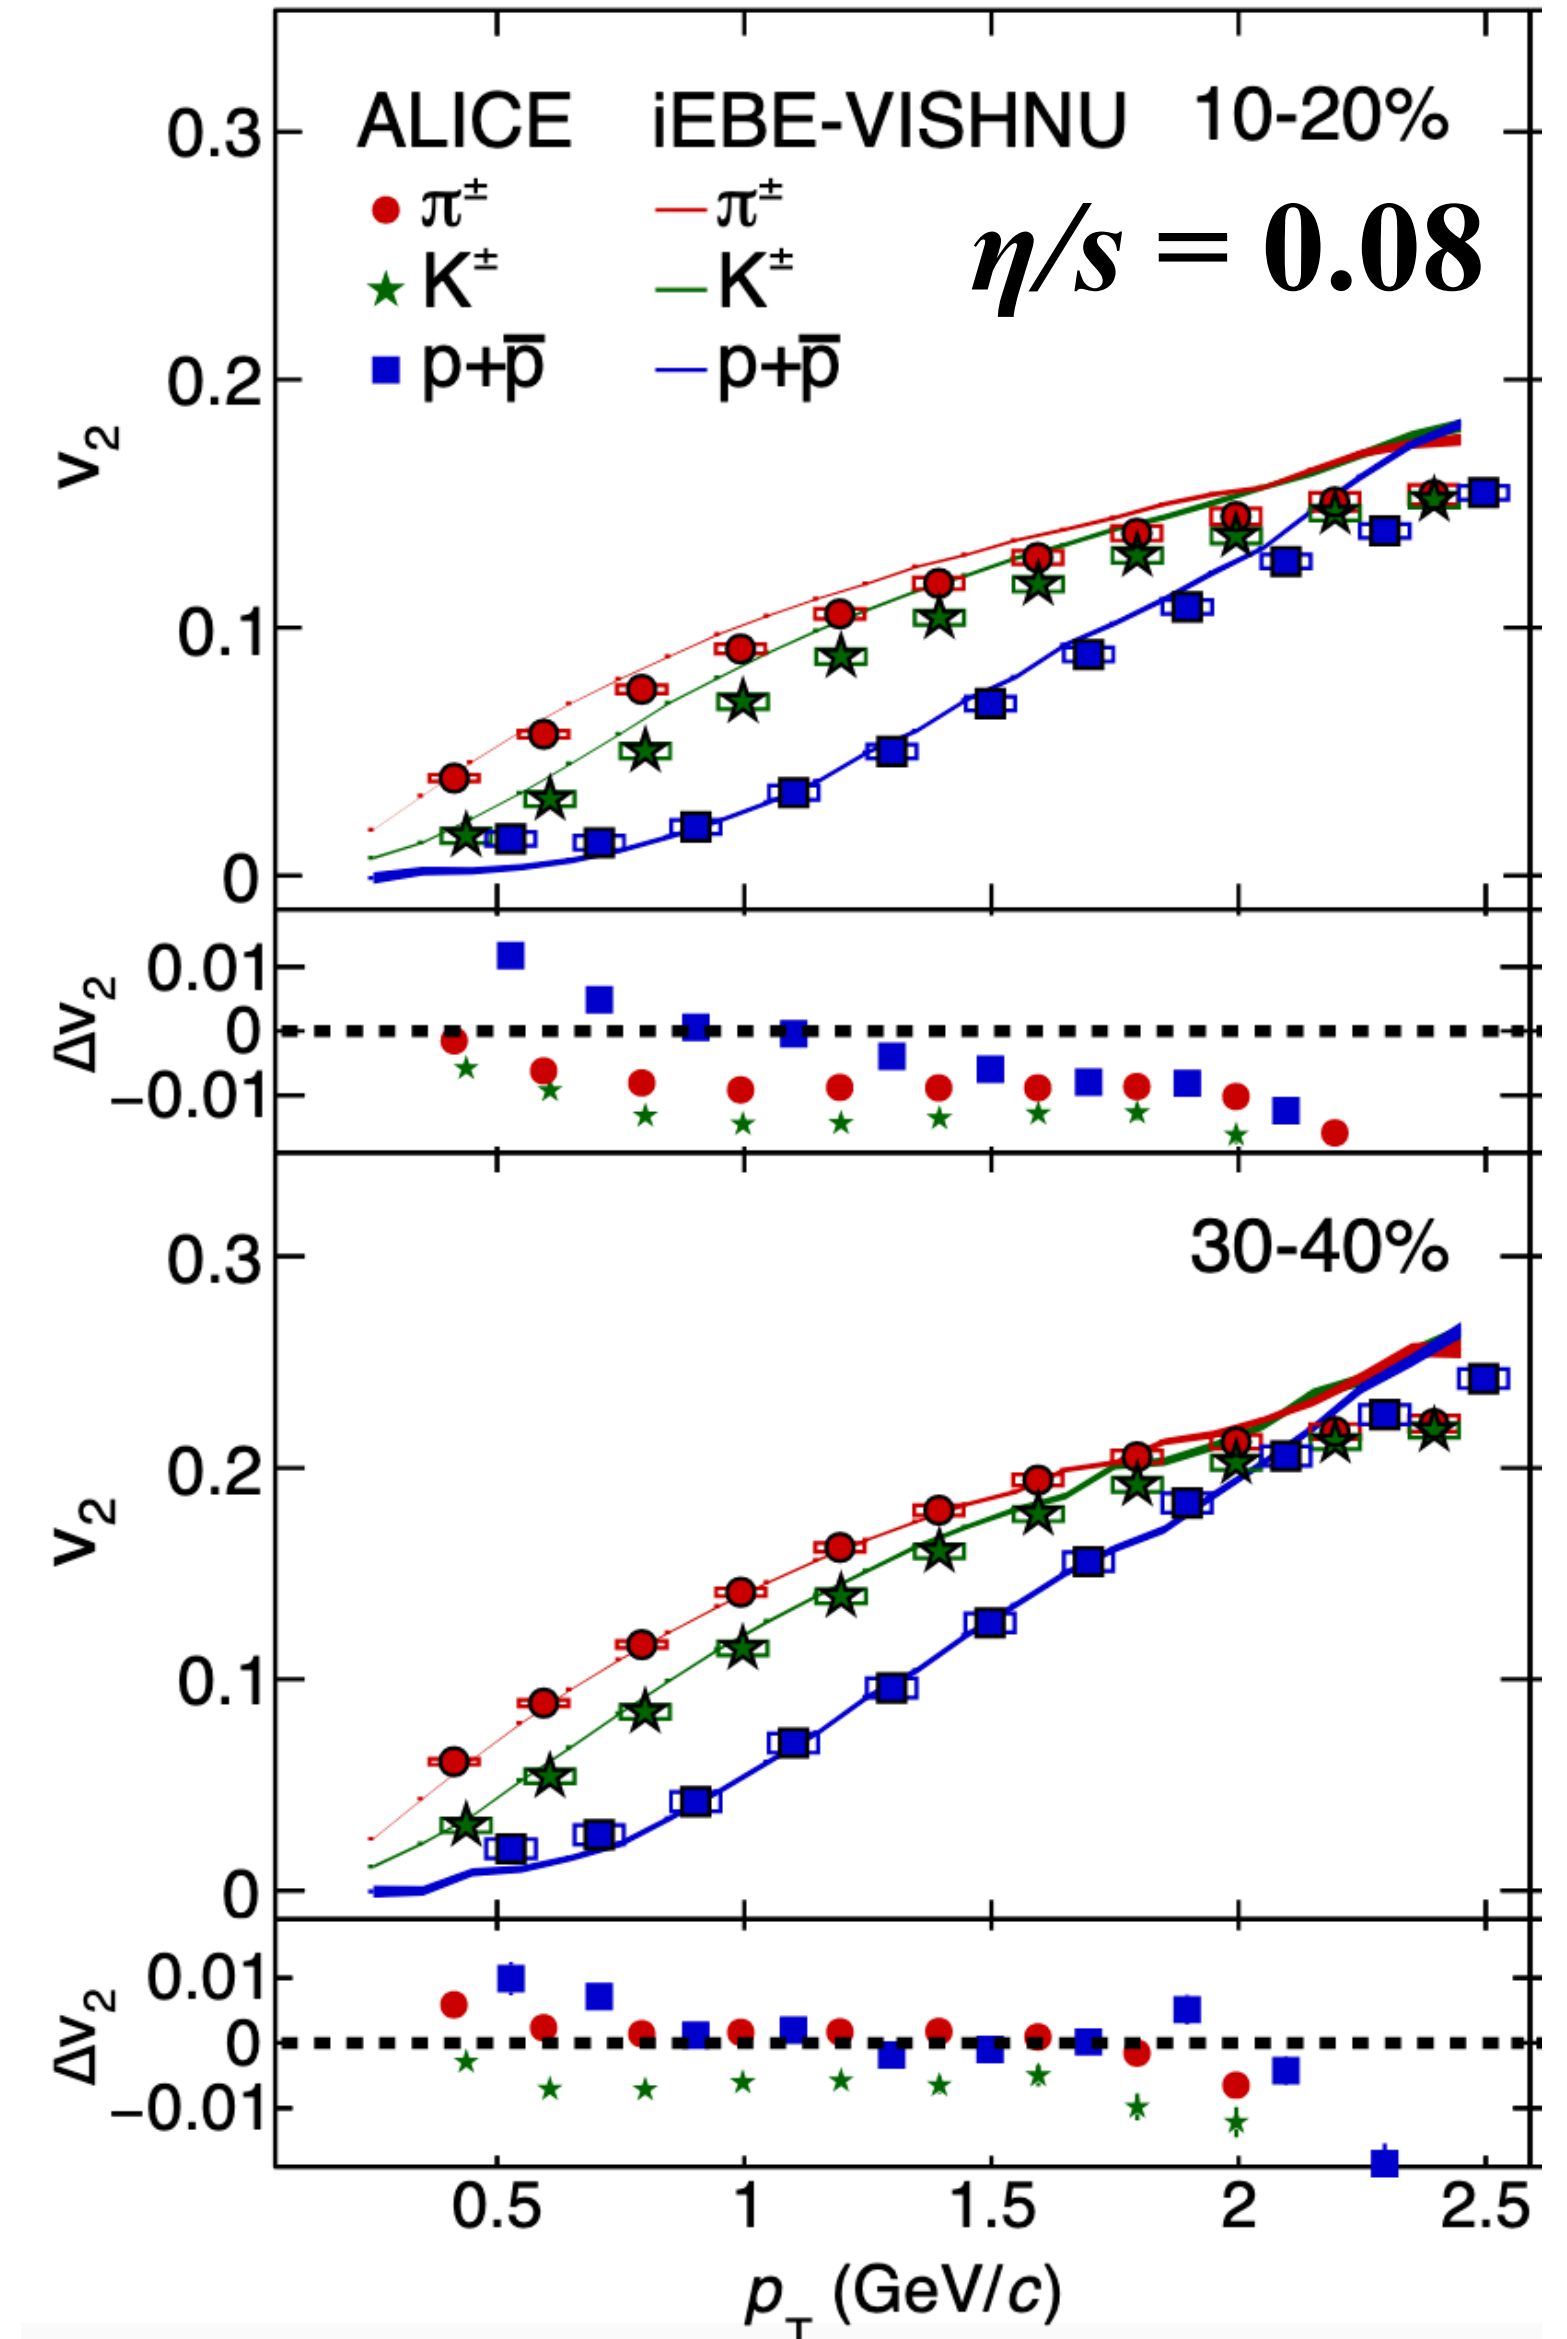 ALICE iEBE-VISHNU 10-20%
π± π±
K± K±
p+p̅ p+p̅
η/s = 0.08
0.3
0.2
0.1
0
v2
0.01
0
−0.01
Δv2
30-40%
0.3
0.2
0.1
0
v2
0.01
0
−0.01
Δv2
0.5 1 1.5 2 2.5
pT (GeV/c)